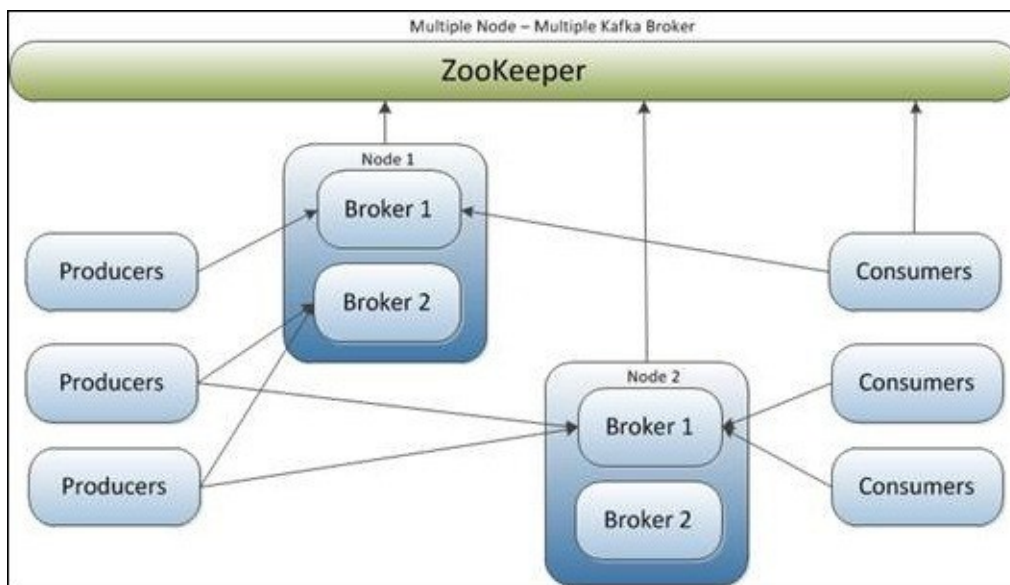 Multiple Node – Multiple Kafka Broker
ZooKeeper
Node 1
Broker 1
Broker 2
Producers
Producers
Producers
Consumers
Consumers
Consumers
Node 2
Broker 1
Broker 2